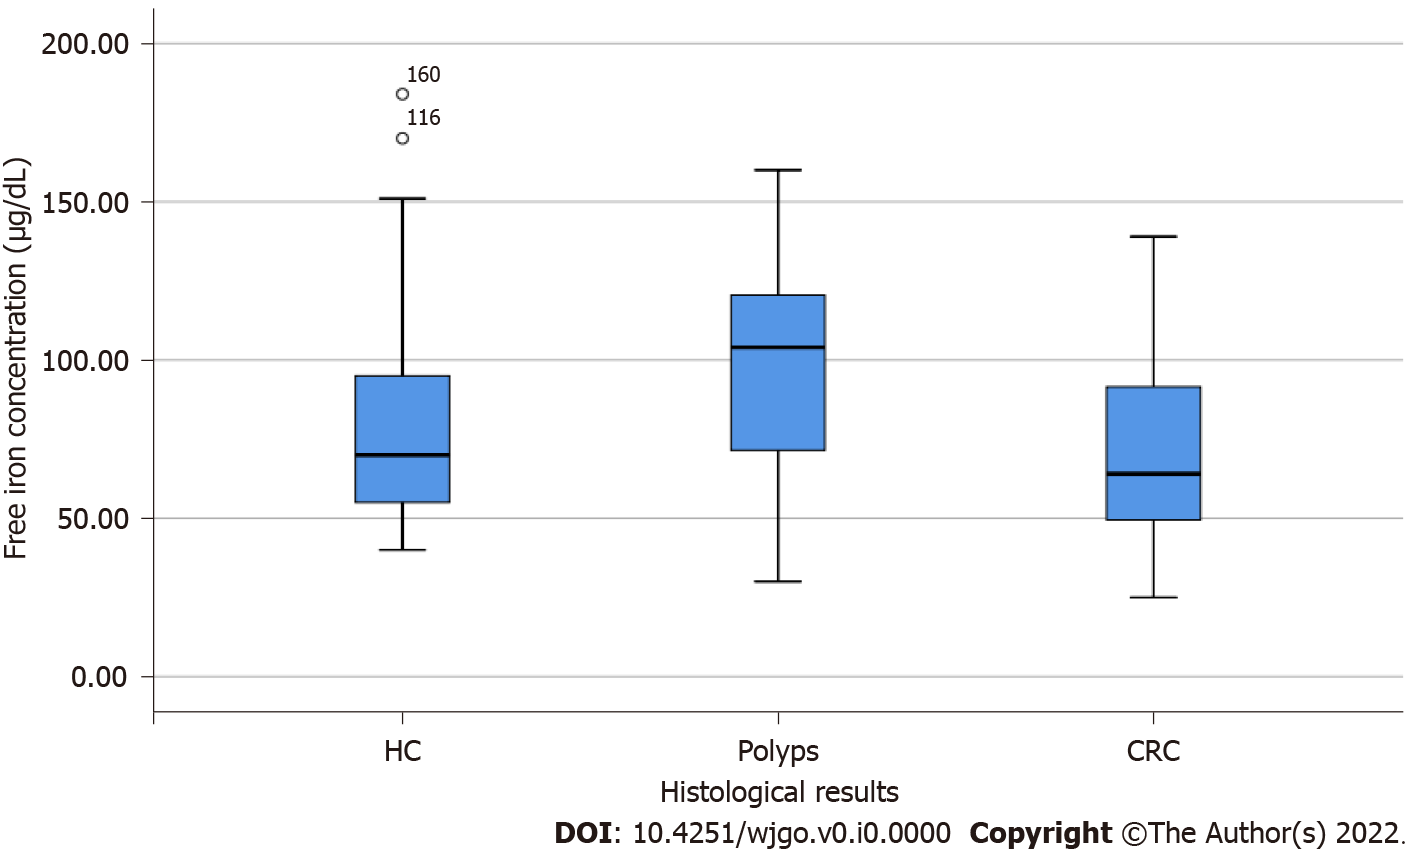 200.00
160
116
150.00
100.00
50.00
0.00
Free iron concentration (µg/dL)
HC Polyps CRC
Histological results
DOI: 10.4251/wjgo.v0.i0.0000 Copyright ©The Author(s) 2022.